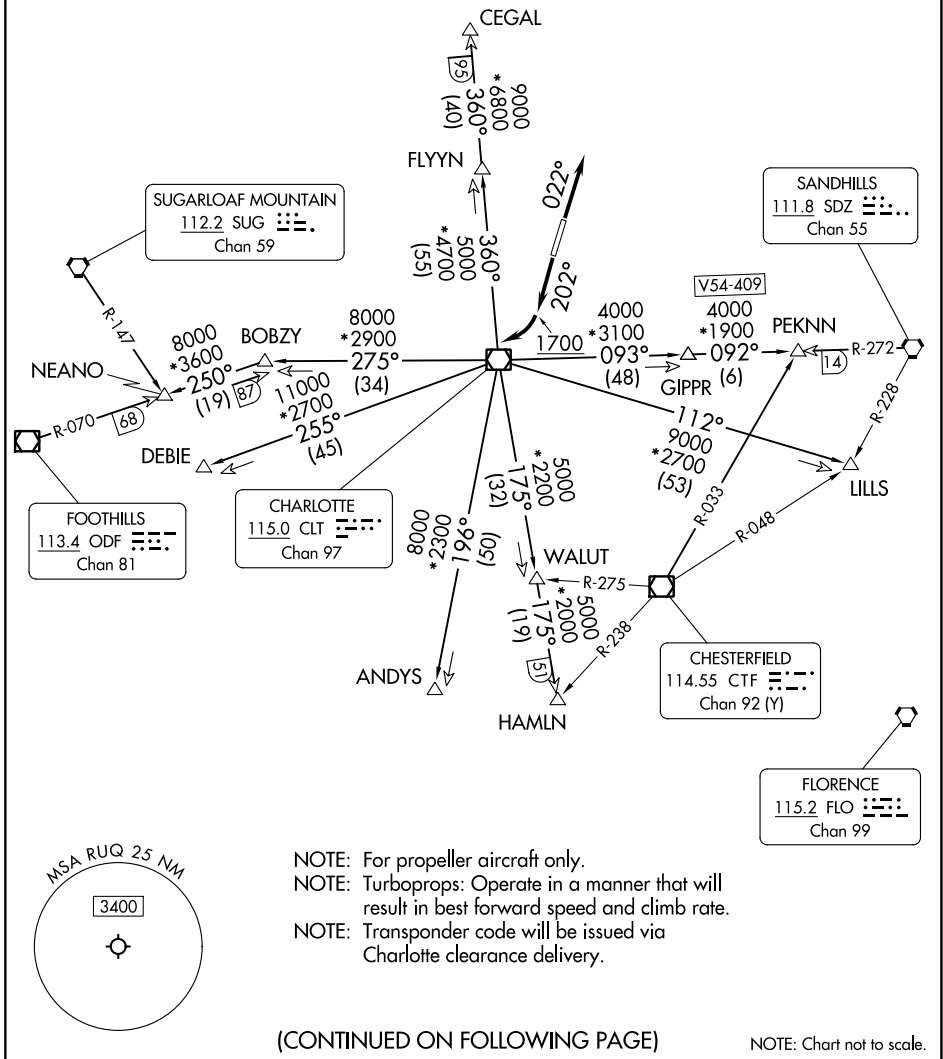 CEGAL
95
360°
(40)
9000
*6800
FLYYN
022°
202°
1700
360°
5000
*4700
(55)
SUGARLOAF MOUNTAIN
112.2 SUG
Chan 59
SANDHILLS
111.8 SDZ
Chan 55
R-147
NEANO
8000
*3600
250°
(19)
87
BOBZY
8000
*2900
275°
(34)
4000
*3100
093°
(48)
GIPPR
V54-409
4000
*1900
092°
(6)
PEKNN
14
R-272
R-228
R-070
68
11000
*2700
255°
(45)
DEBIE
112°
9000
*2700
(53)
LILLS
R-033
R-048
FOOTHILLS
113.4 ODF
Chan 81
CHARLOTTE
115.0 CLT
Chan 97
196°
(50)
8000
*2300
175°
(32)
5000
*2200
WALUT
R-275
175°
(19)
5000
*2000
51
R-238
ANDYS
HAMLN
CHESTERFIELD
114.55 CTF
Chan 92 (Y)
FLORENCE
115.2 FLO
Chan 99
MSA RUQ 25 NM
3400
NOTE: For propeller aircraft only.
NOTE: Turboprops: Operate in a manner that will
result in best forward speed and climb rate.
NOTE: Transponder code will be issued via
Charlotte clearance delivery.
(CONTINUED ON FOLLOWING PAGE)
NOTE: Chart not to scale.